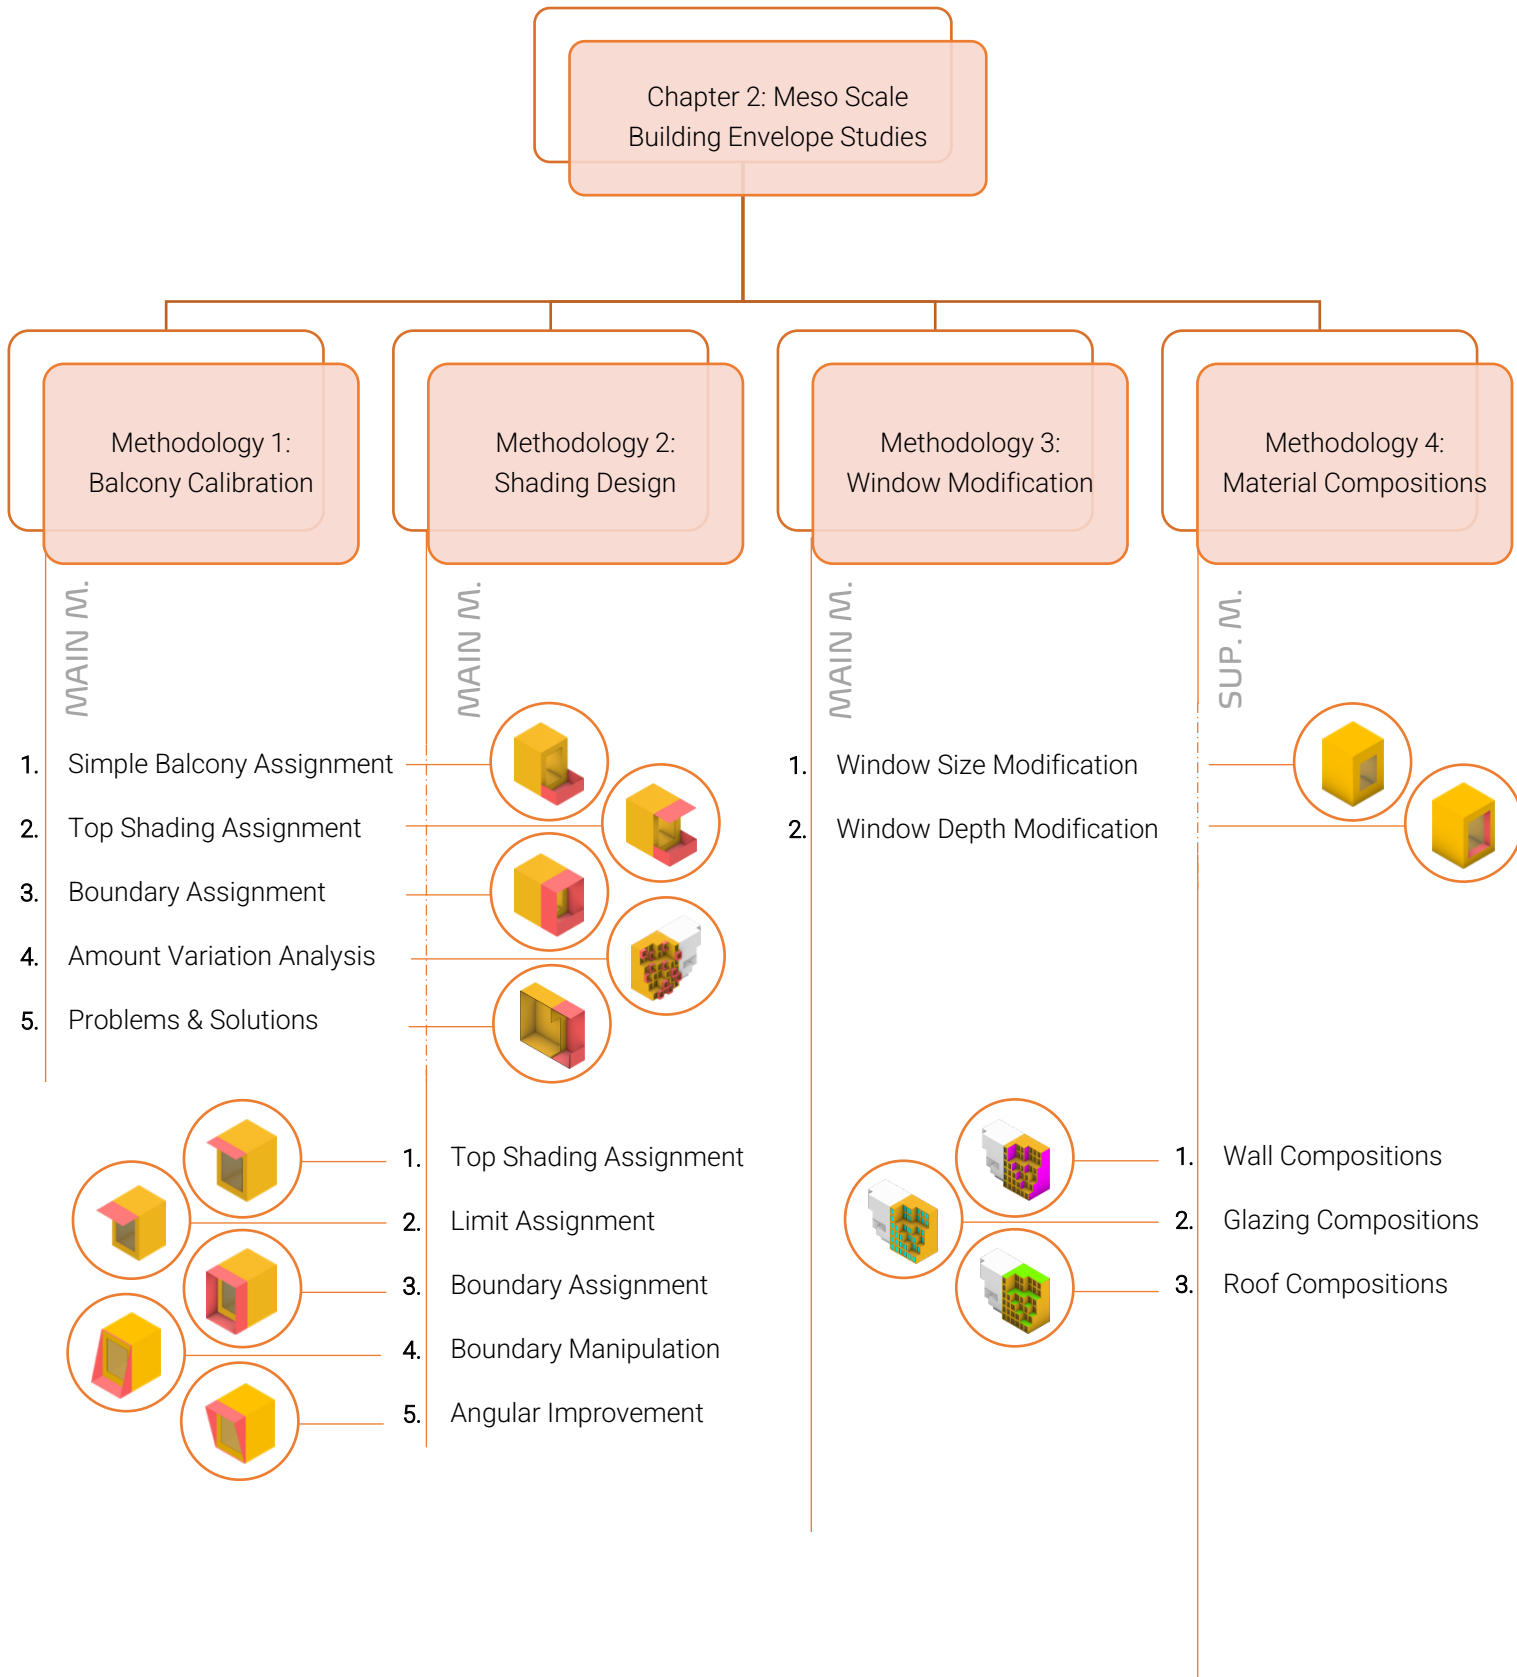 Chapter 2: Meso Scale
Building Envelope Studies
Methodology 1:
Balcony Calibration
Methodology 2:
Shading Design
Methodology 3:
Window Modification
Methodology 4:
Material Compositions
MAIN M.
MAIN M.
MAIN M.
SUP. M.
1. Simple Balcony Assignment
2. Top Shading Assignment
3. Boundary Assignment
4. Amount Variation Analysis
5. Problems & Solutions
1. Window Size Modification
2. Window Depth Modification
1. Top Shading Assignment
2. Limit Assignment
3. Boundary Assignment
4. Boundary Manipulation
5. Angular Improvement
1. Wall Compositions
2. Glazing Compositions
3. Roof Compositions